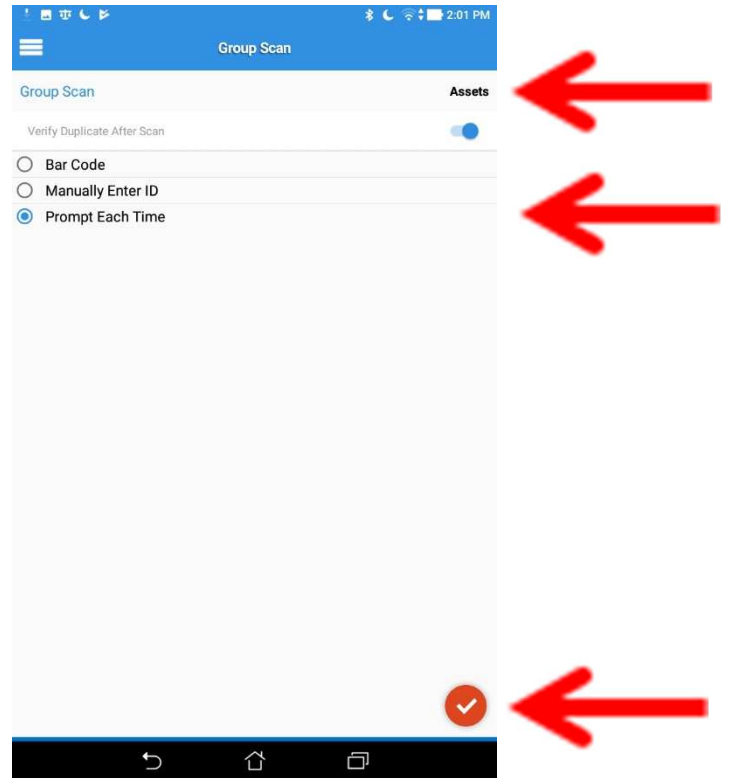 2:01 PM
Group Scan
Group Scan Assets
Verify Duplicate After Scan
Bar Code
Manually Enter ID
Prompt Each Time